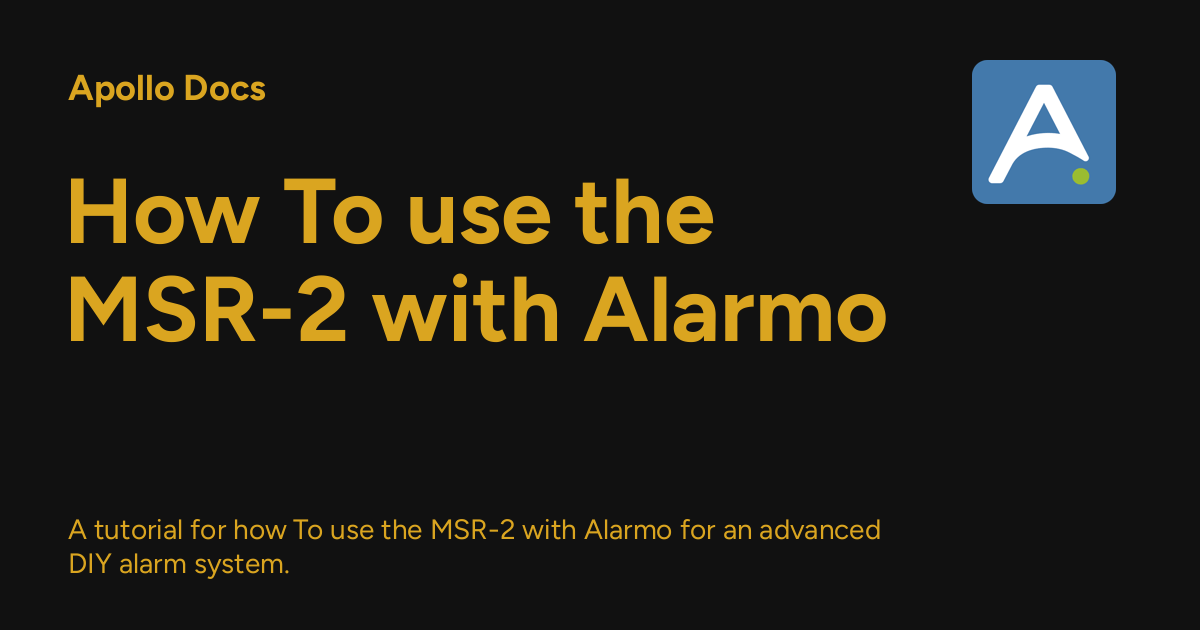 Apollo Docs
How To use the
MSR-2 with Alarmo
A tutorial for how To use the MSR-2 with Alarmo for an advanced
DIY alarm system.